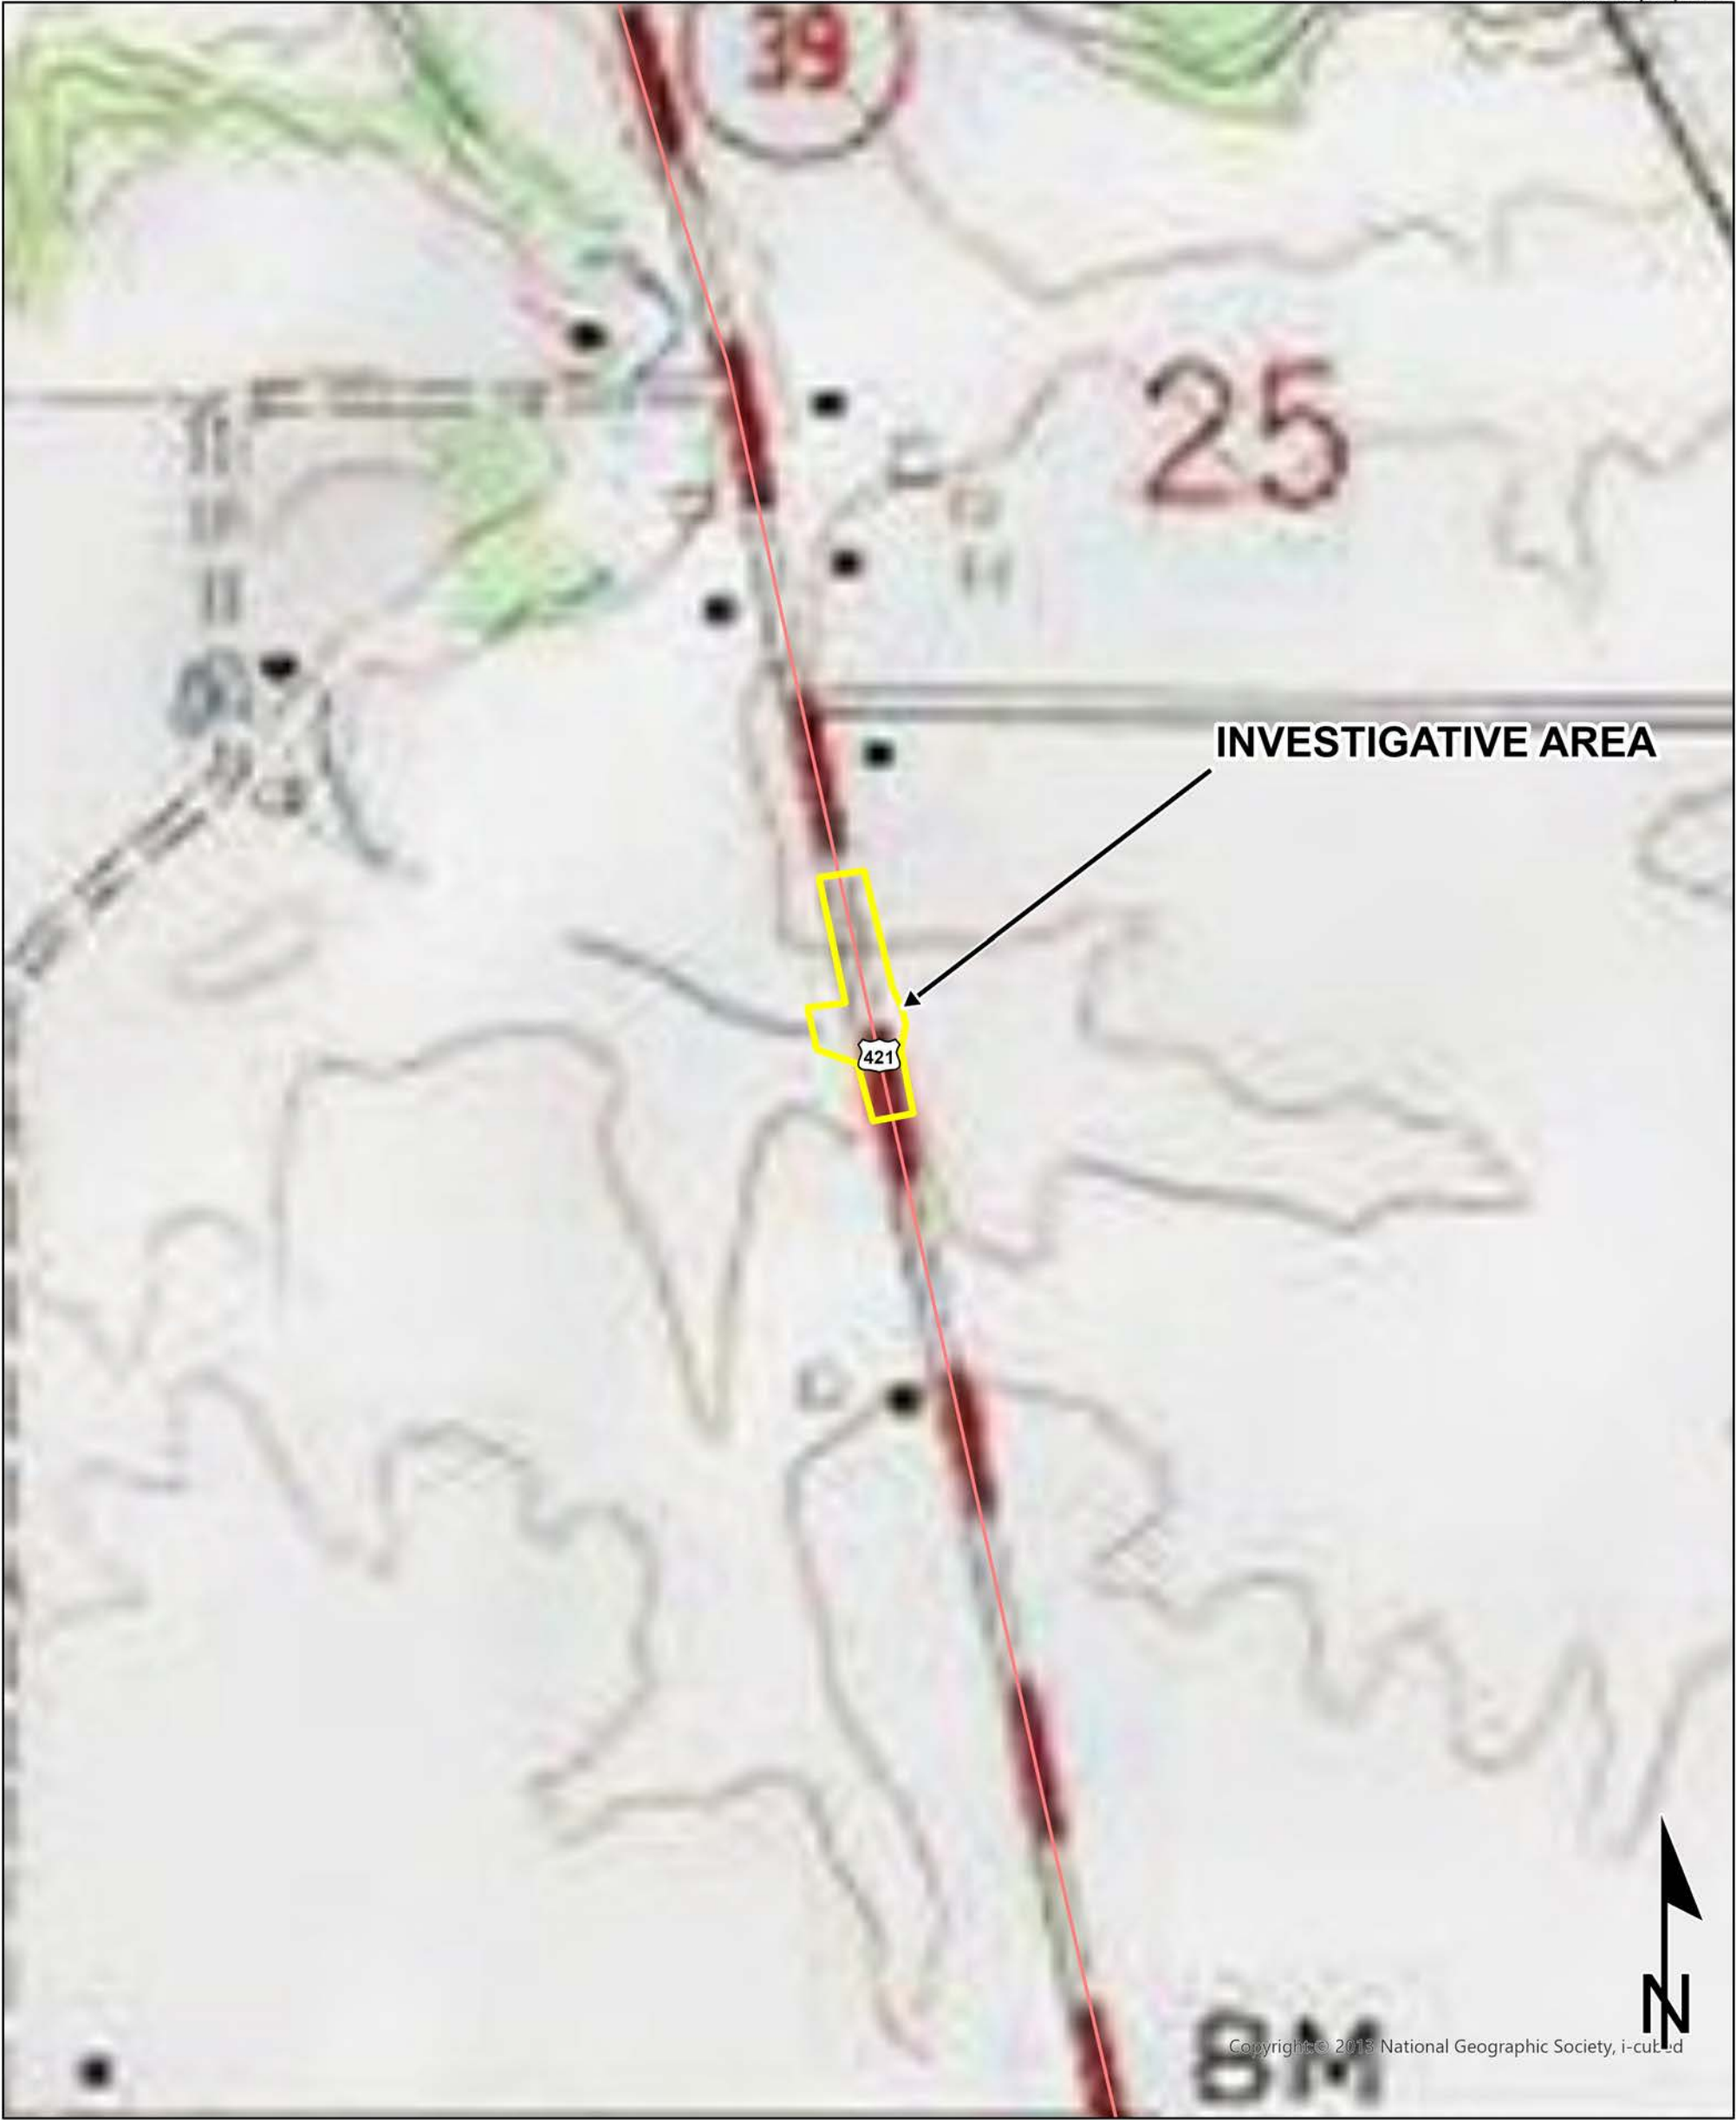 39
25
INVESTIGATIVE AREA
421
N
BM
Copyright:© 2013 National Geographic Society, i-cubed